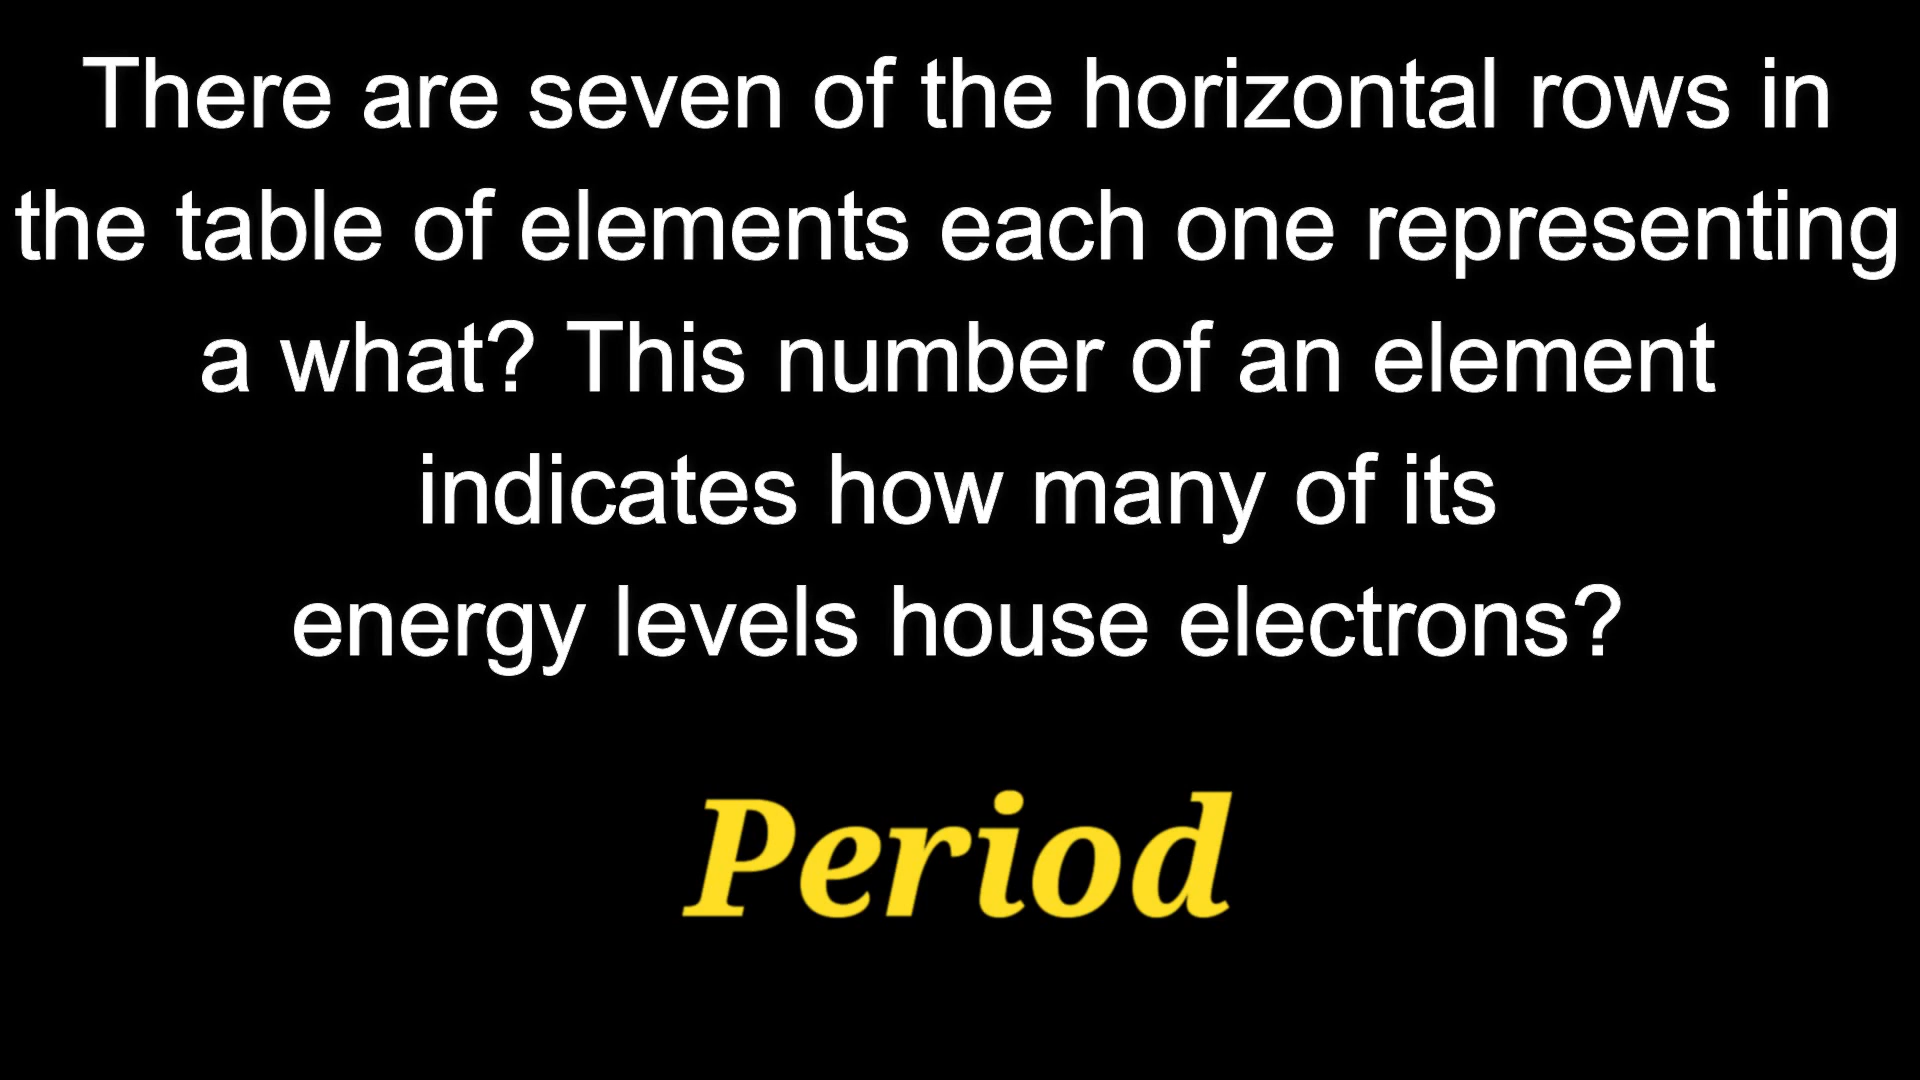 There are seven of the horizontal rows in
the table of elements each one representing
a what? This number of an element
indicates how many of its
energy levels house electrons?
Period